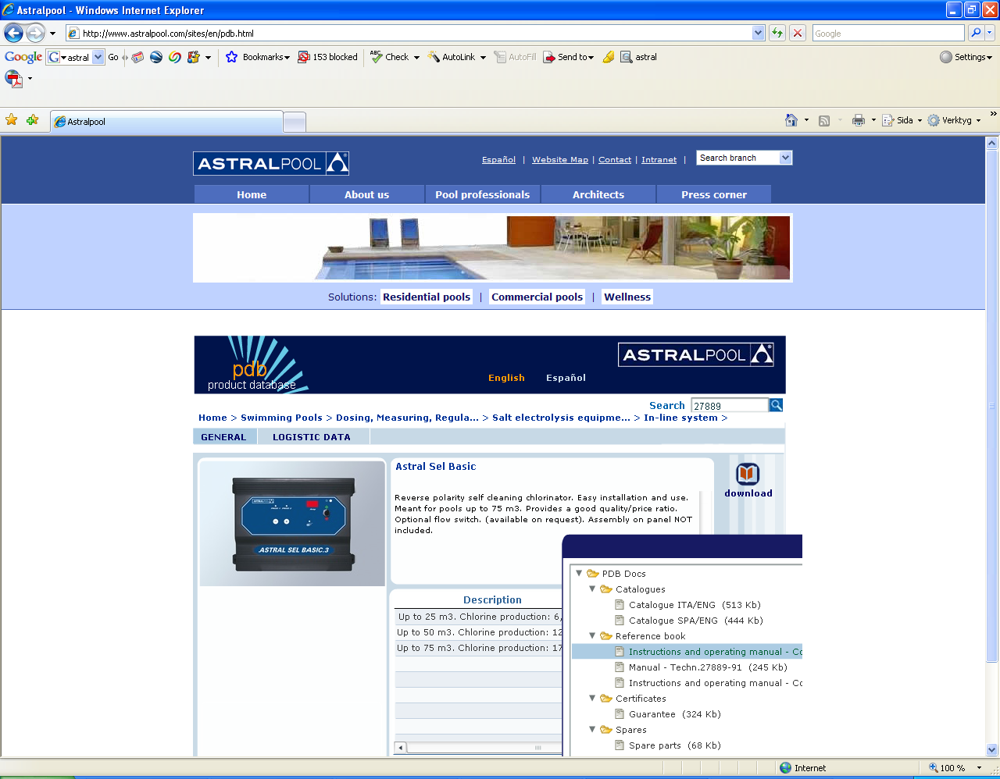 Astralpool - Windows Internet Explorer
http://www.astralpool.com/sites/en/pdb.html
Google
Google G astral Go Bookmarks 153 blocked ABC Check AutoLink AutoFill Send to astral Settings
Astralpool
Sida Verktyg »
ASTRALPOOL
Español | Website Map | Contact | Intranet | Search branch
Home About us Pool professionals Architects Press corner
Solutions: Residential pools | Commercial pools | Wellness
pdb
product database
English Español
ASTRALPOOL
Search 27889
Home > Swimming Pools > Dosing, Measuring, Regula... > Salt electrolysis equipme... > In-line system >
GENERAL LOGISTIC DATA
ASTRAL SEL BASIC.3
Astral Sel Basic
Reverse polarity self cleaning chlorinator. Easy installation and use.
Meant for pools up to 75 m3. Provides a good quality/price ratio.
Optional flow switch. (available on request). Assembly on panel NOT
included.
download
Description
Up to 25 m3. Chlorine production: 6,
Up to 50 m3. Chlorine production: 12
Up to 75 m3. Chlorine production: 17
PDB Docs
Catalogues
Catalogue ITA/ENG (513 Kb)
Catalogue SPA/ENG (444 Kb)
Reference book
Instructions and operating manual - Co
Manual - Techn.27889-91 (245 Kb)
Instructions and operating manual - Co
Certificates
Guarantee (324 Kb)
Spares
Spare parts (68 Kb)
Internet 100 %